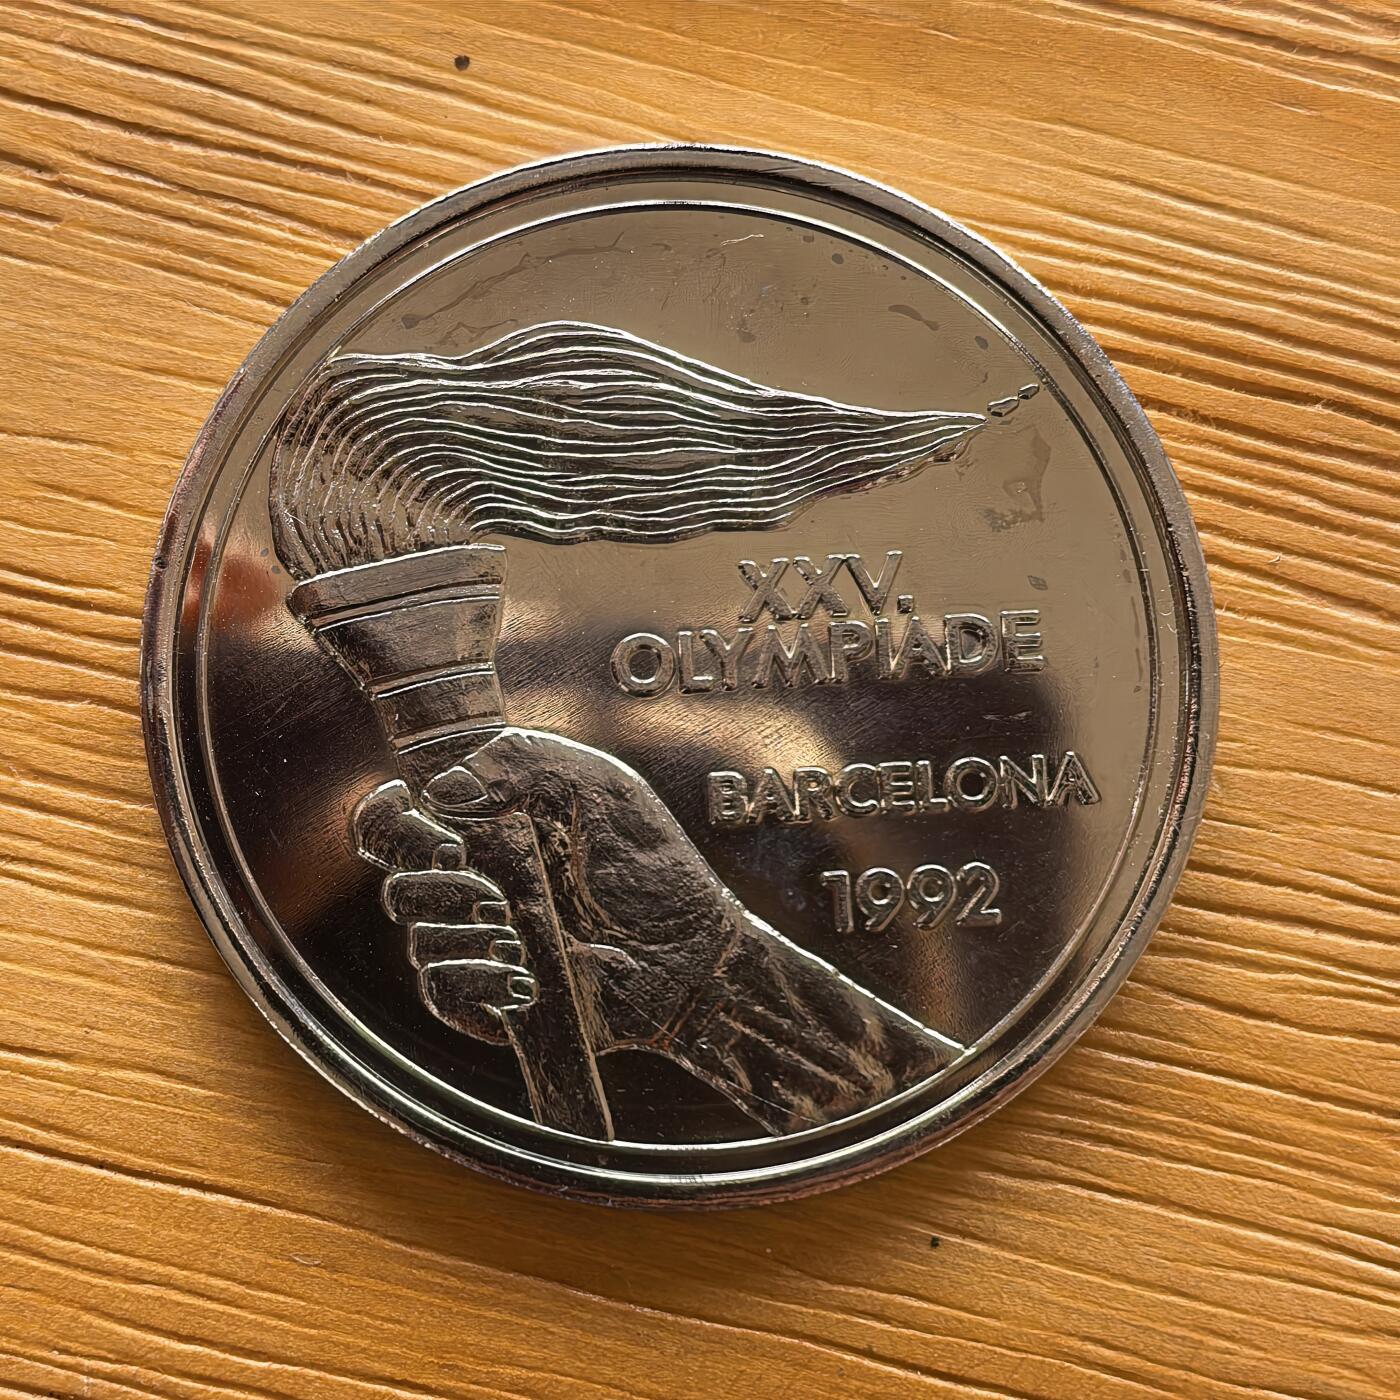 XXV.
OLYMPIADE
BARCELONA
1992